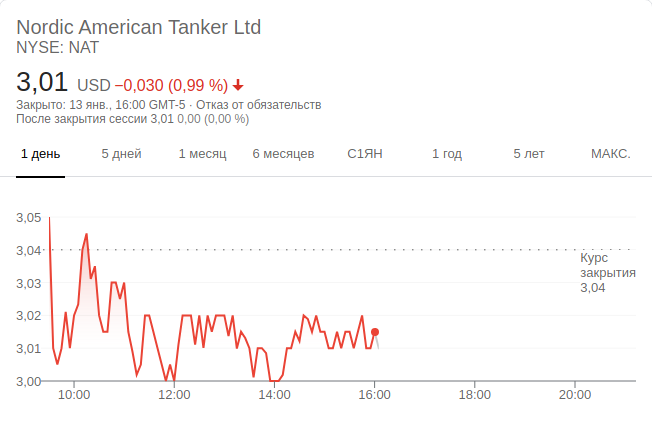 Nordic American Tanker Ltd
NYSE: NAT
3,01 USD −0,030 (0,99 %)
Закрыто: 13 янв., 16:00 GMT-5 · Отказ от обязательств
После закрытия сессии 3,01 0,00 (0,00 %)
1 день 5 дней 1 месяц 6 месяцев С1ЯН 1 год 5 лет МАКС.
3,05
3,04
Курс
закрытия
3,04
3,03
3,02
3,01
3,00
10:00 12:00 14:00 16:00 18:00 20:00